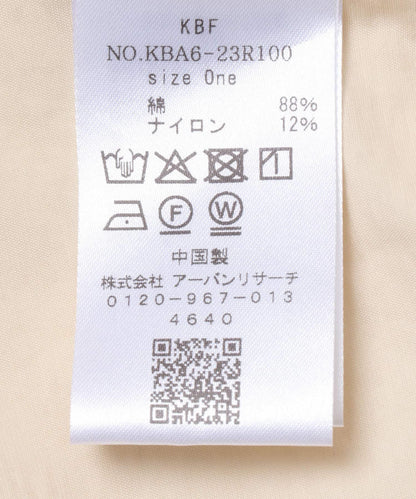 KBF
NO.KBA6-23R100
size One
綿 88%
ナイロン 12%
F W
中国製
株式会社 アーバンリサーチ
0120-967-013
4640